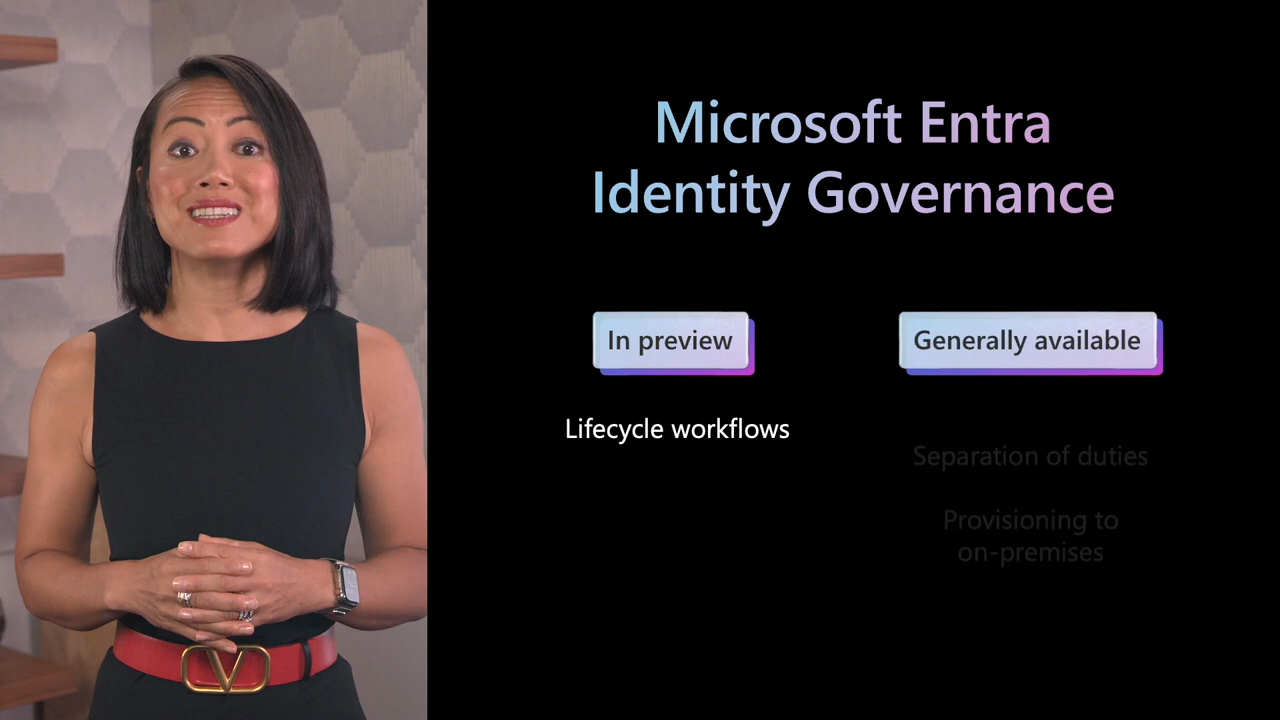 Microsoft Entra
Identity Governance
In preview
Generally available
Lifecycle workflows
Separation of duties
Provisioning to
on-premises